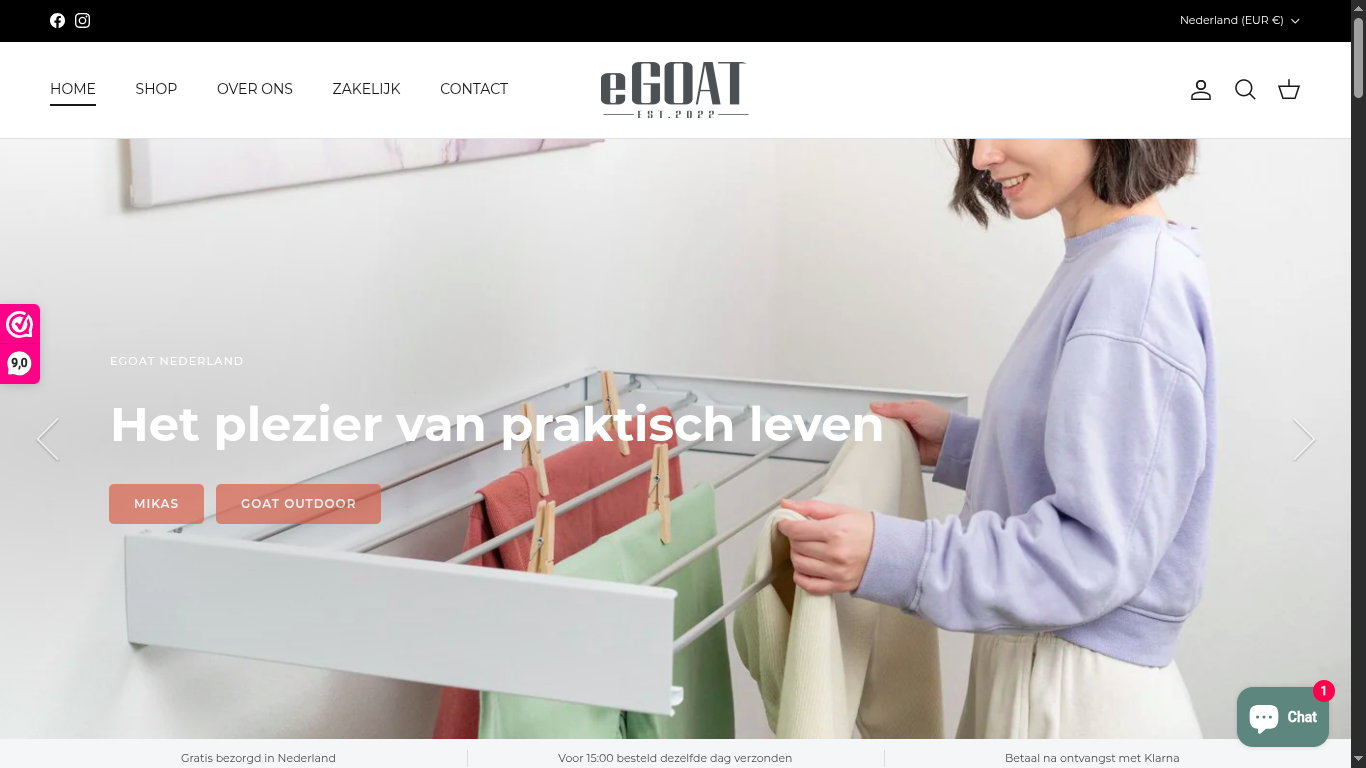 Nederland (EUR €)
HOME SHOP OVER ONS ZAKELIJK CONTACT
eGOAT
EST.2022
9,0
EGOAT NEDERLAND
Het plezier van praktisch leven
MIKAS GOAT OUTDOOR
1
Chat
Gratis bezorgd in Nederland Voor 15:00 besteld dezelfde dag verzonden Betaal na ontvangst met Klarna